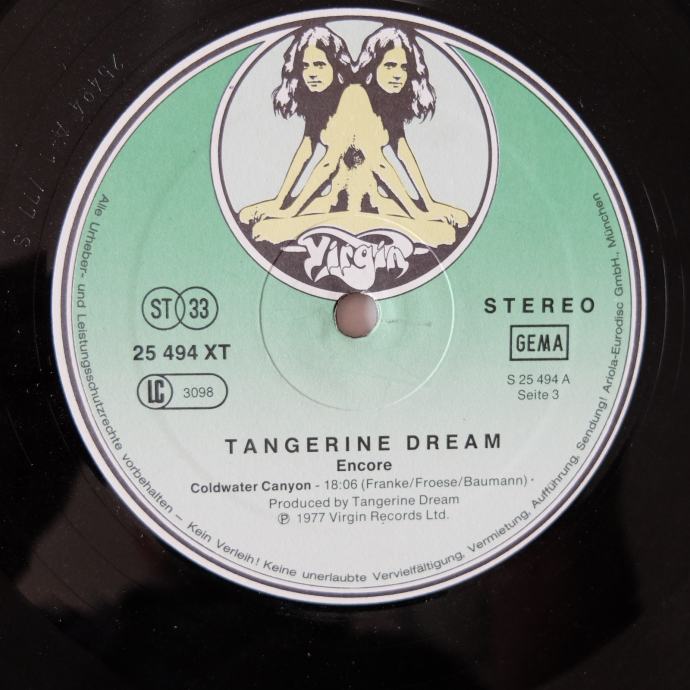 Virgin
ST 33
STEREO
25 494 XT
GEMA
LC 3098
S 25 494 A
Seite 3
TANGERINE DREAM
Encore
Coldwater Canyon - 18:06 (Franke/Froese/Baumann) ·
Produced by Tangerine Dream
℗ 1977 Virgin Records Ltd.
Alle Urheber- und Leistungsschutzrechte vorbehalten – Kein Verleih! Keine unerlaubte Vervielfältigung, Vermietung, Aufführung, Sendung! Ariola-Eurodisc GmbH., München